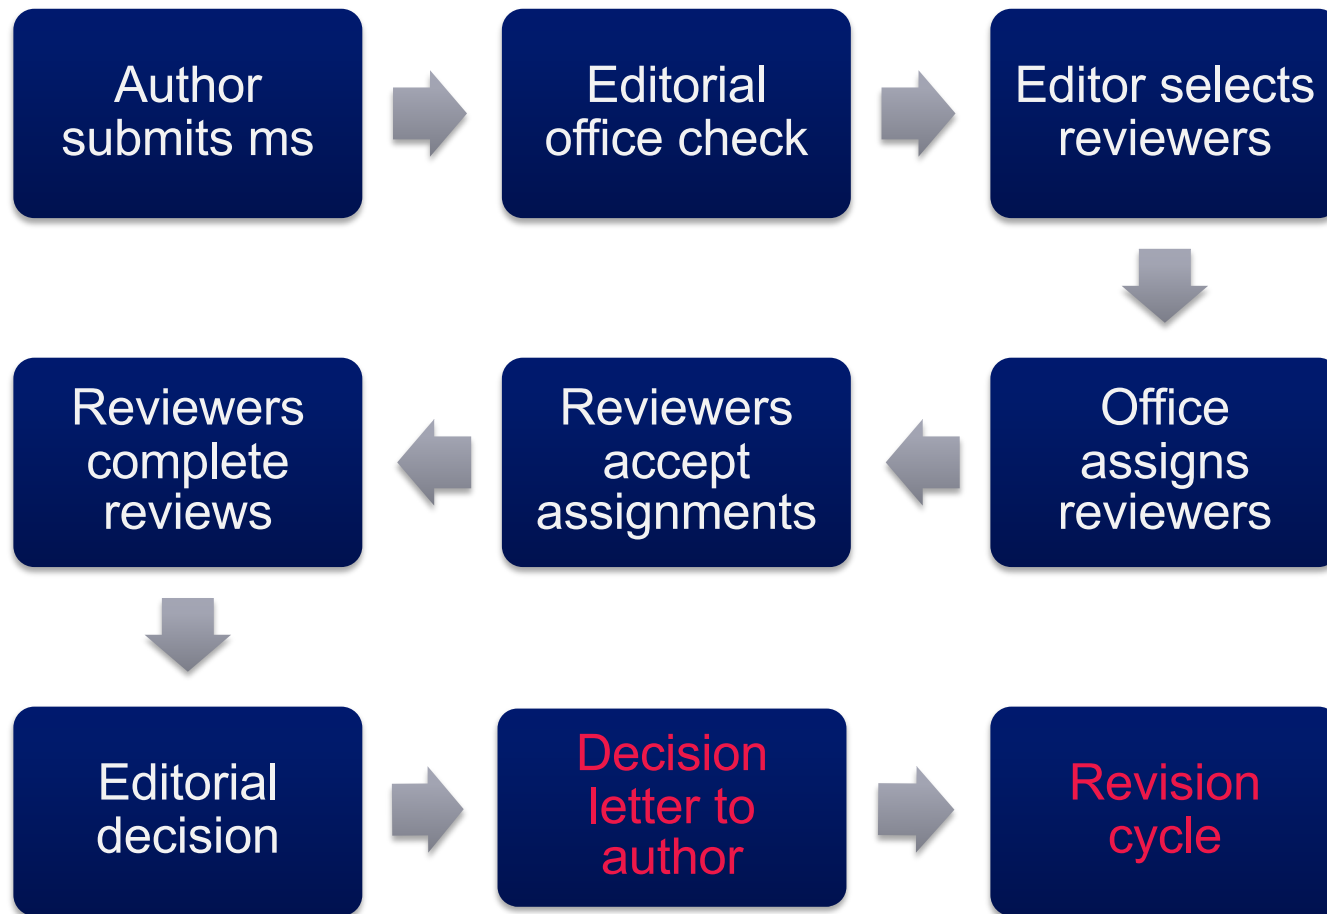 Author
submits ms
Editorial
office check
Editor selects
reviewers
Office
assigns
reviewers
Reviewers
accept
assignments
Reviewers
complete
reviews
Editorial
decision
Decision
letter to
author
Revision
cycle